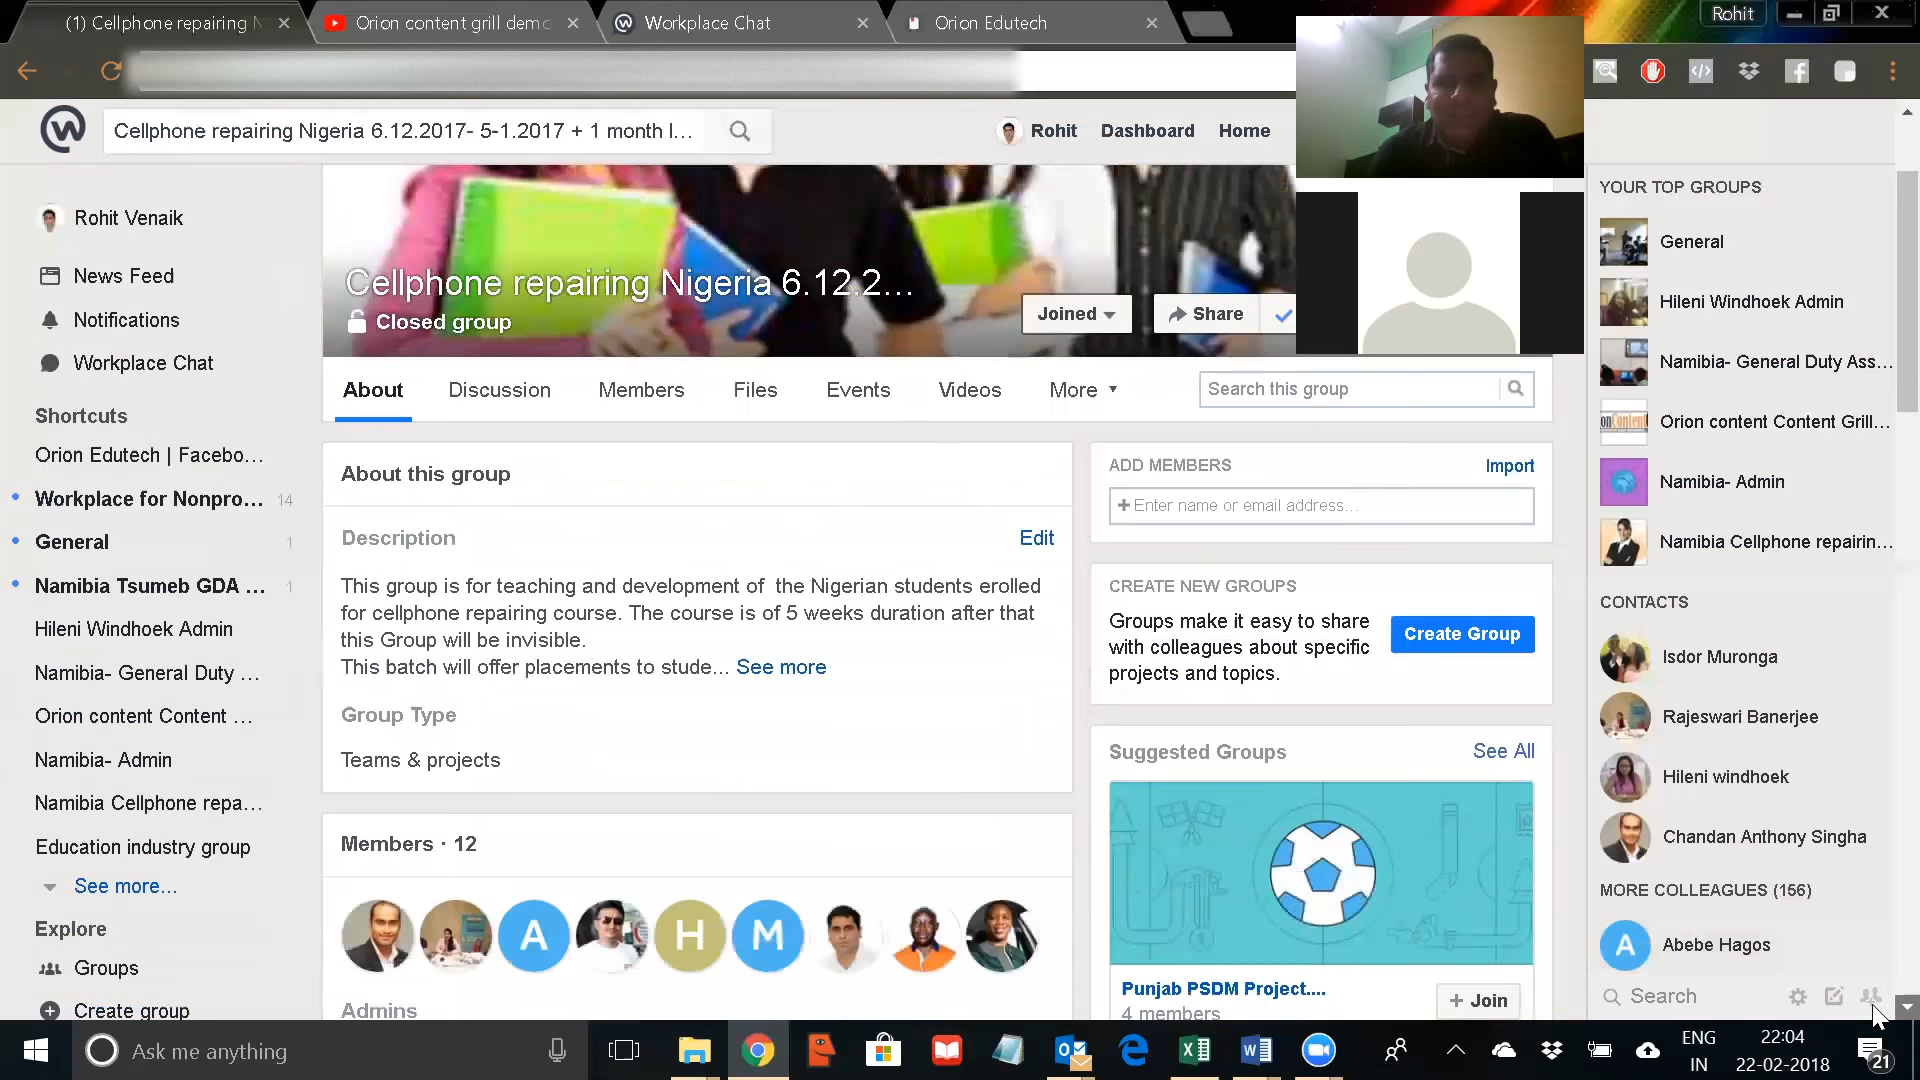 (1) Cellphone repairing N
Orion content grill demo
Workplace Chat
Orion Edutech
Rohit
Cellphone repairing Nigeria 6.12.2017- 5-1.2017 + 1 month I...
Rohit
Dashboard
Home
Rohit Venaik
News Feed
Notifications
Workplace Chat
Shortcuts
Orion Edutech | Facebo...
Workplace for Nonpro... 14
General 1
Namibia Tsumeb GDA ... 1
Hileni Windhoek Admin
Namibia- General Duty ...
Orion content Content ...
Namibia- Admin
Namibia Cellphone repa...
Education industry group
See more...
Explore
Groups
Create group
Cellphone repairing Nigeria 6.12.2...
Closed group
Joined
Share
About
Discussion
Members
Files
Events
Videos
More
Search this group
About this group
Description
Edit
This group is for teaching and development of the Nigerian students erolled
for cellphone repairing course. The course is of 5 weeks duration after that
this Group will be invisible.
This batch will offer placements to stude... See more
Group Type
Teams & projects
Members · 12
A
H
M
Admins
ADD MEMBERS
Import
+ Enter name or email address...
CREATE NEW GROUPS
Groups make it easy to share
with colleagues about specific
projects and topics.
Create Group
Suggested Groups
See All
Punjab PSDM Project....
4 members
+ Join
YOUR TOP GROUPS
General
Hileni Windhoek Admin
Namibia- General Duty Ass...
Orion content Content Grill...
Namibia- Admin
Namibia Cellphone repairin...
CONTACTS
Isdor Muronga
Rajeswari Banerjee
Hileni windhoek
Chandan Anthony Singha
MORE COLLEAGUES (156)
A
Abebe Hagos
Search
Ask me anything
ENG
IN
22:04
22-02-2018
21